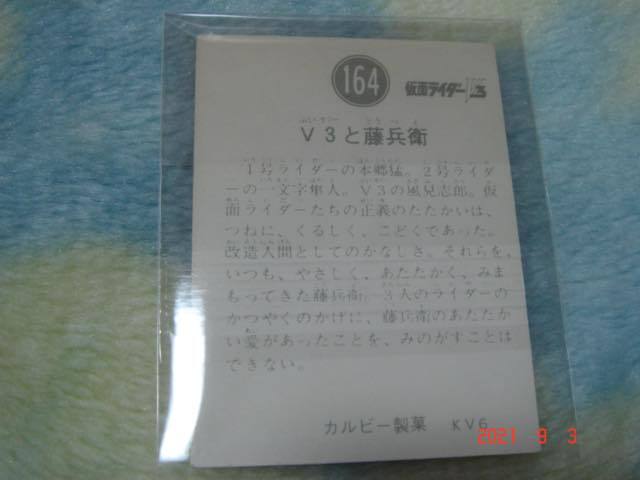 164 仮面ライダーV3
V3と藤兵衛
1号ライダーの本郷猛。2号ライダ
ーの一文字隼人。V3の風見志郎。仮
面ライダーたちの正義のたたかいは、
つねに、くるしく、こどくであった。
改造人間としてのかなしさ。それらを、
いつも、やさしく、あたたかく、みま
もってきた藤兵衛。3人のライダーの
かつやくのかげに、藤兵衛のあたたか
い愛があったことを、みのがすことは
できない。
カルビー製菓 KV6
2021 9 3